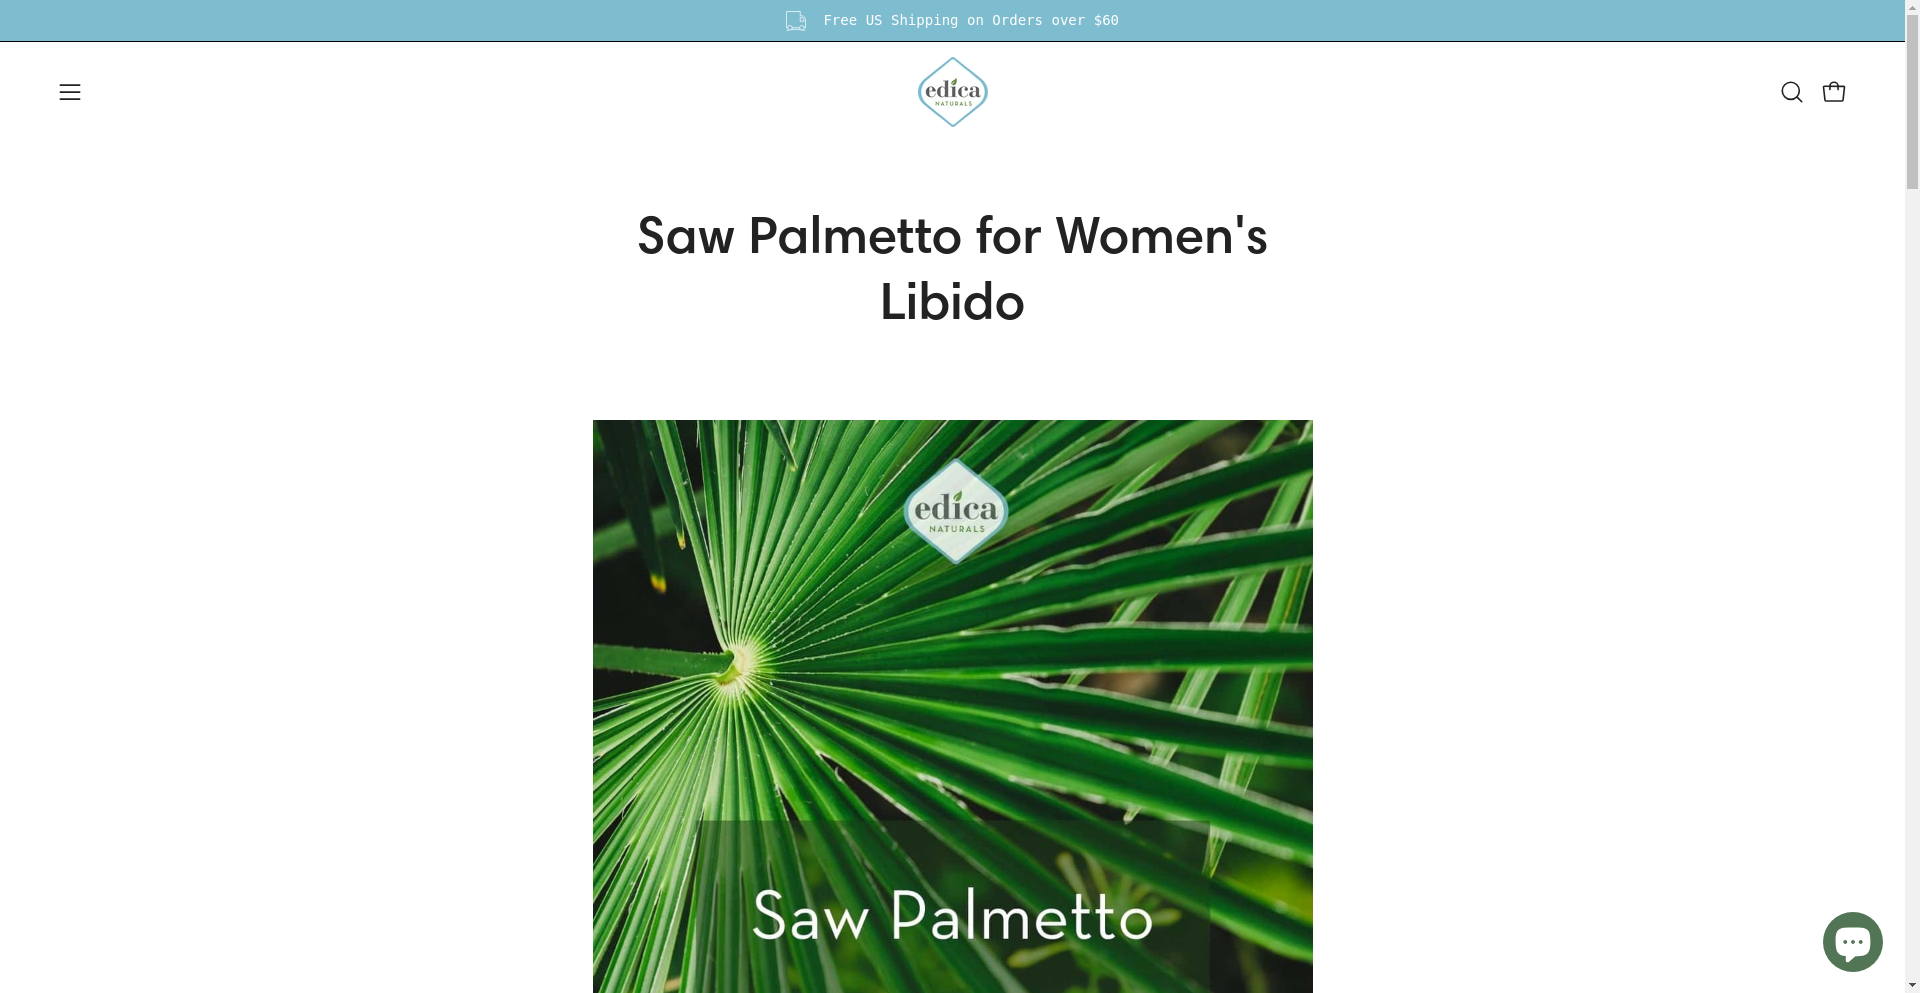 Free US Shipping on Orders over $60
edica
NATURALS
Saw Palmetto for Women's
Libido
edica
NATURALS
Saw Palmetto